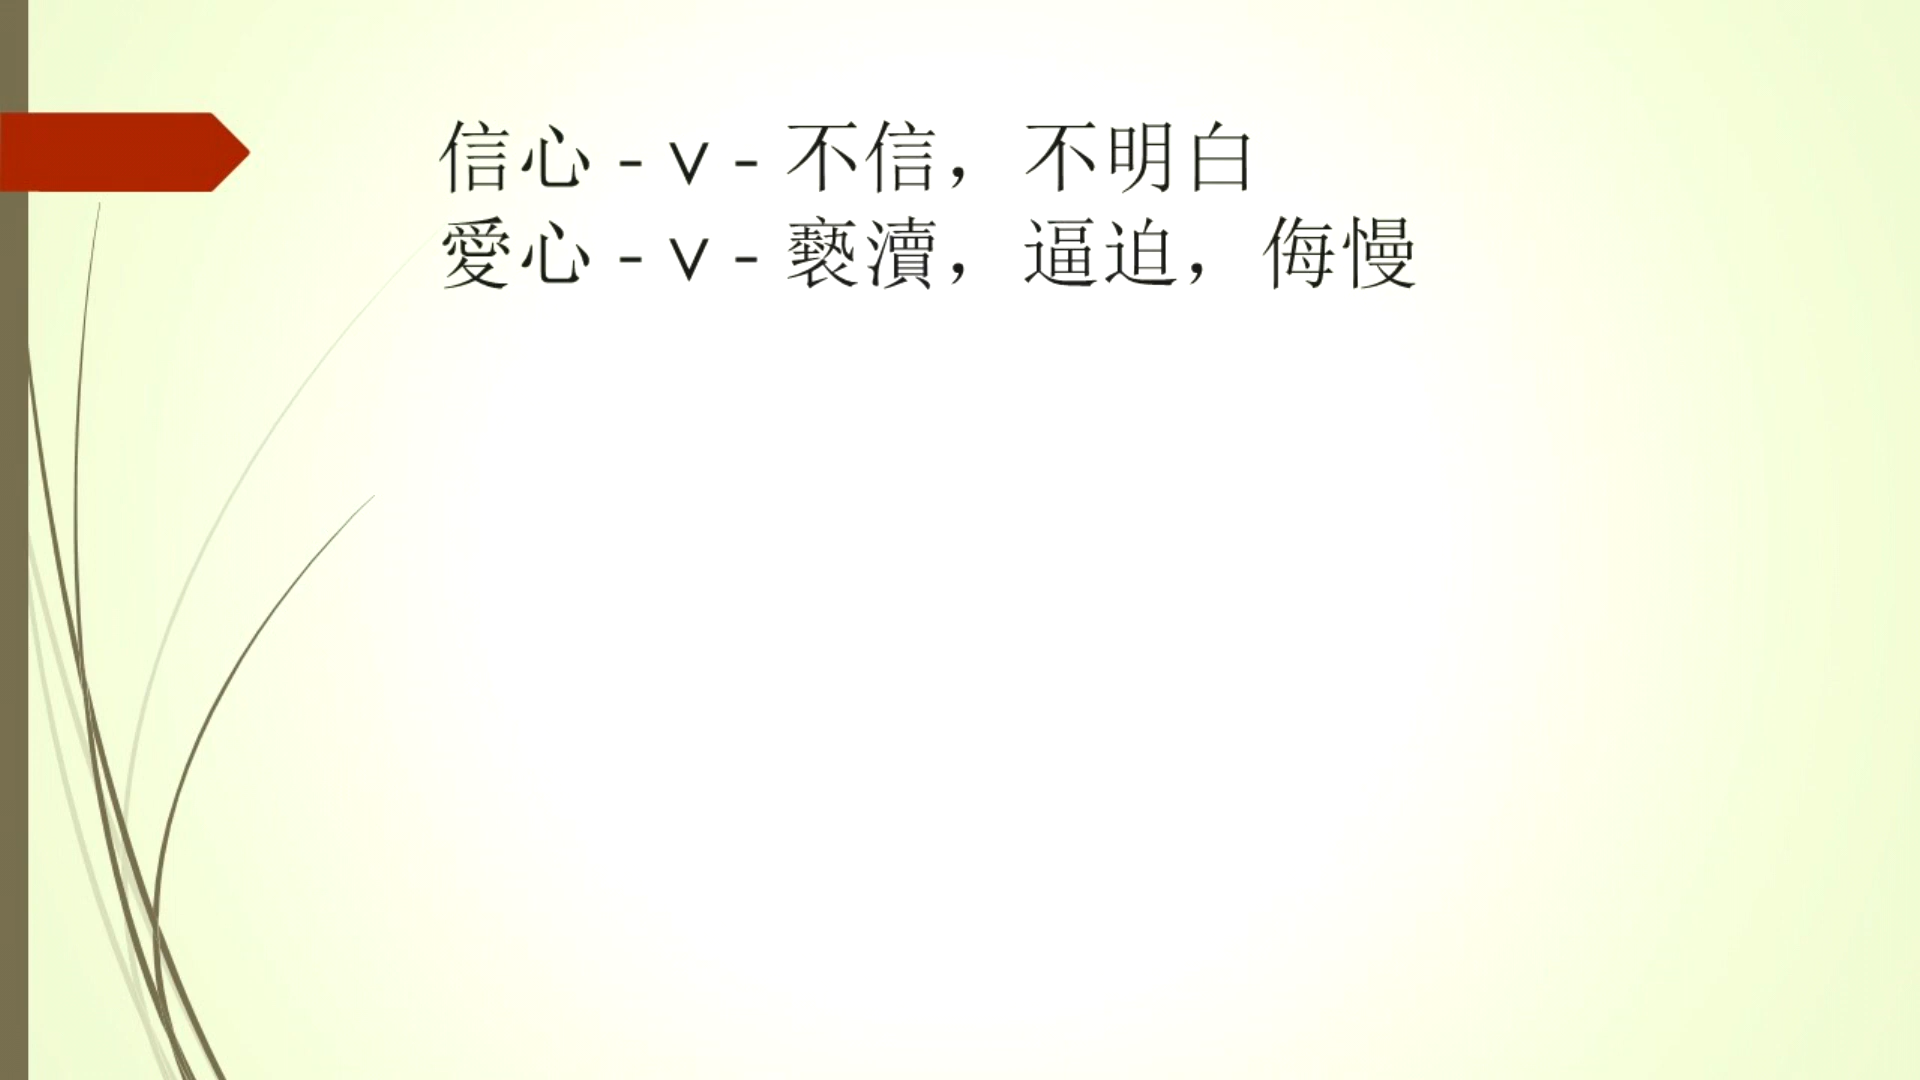 信心 - v - 不信，不明白
愛心 - v - 褻瀆，逼迫，侮慢